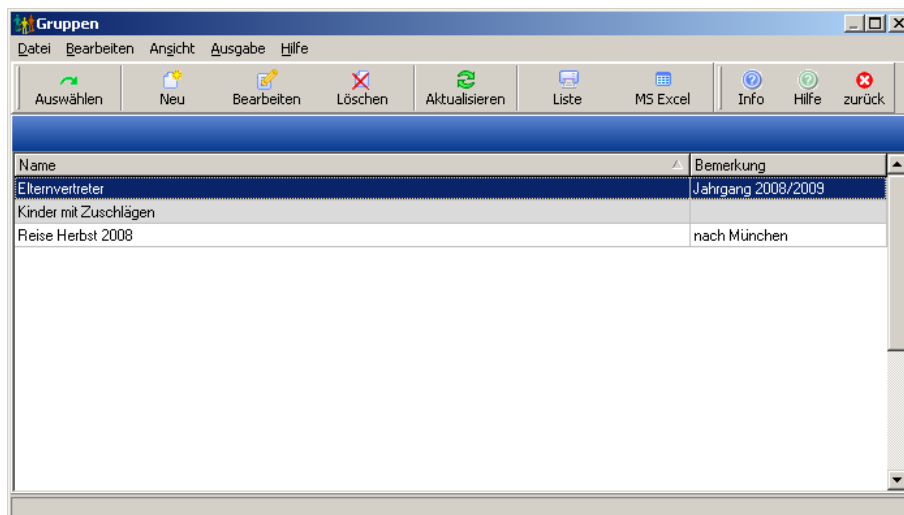 Gruppen
Datei Bearbeiten Ansicht Ausgabe Hilfe
Auswählen Neu Bearbeiten Löschen Aktualisieren Liste MS Excel Info Hilfe zurück
Name Bemerkung
Elternvertreter Jahrgang 2008/2009
Kinder mit Zuschlägen
Reise Herbst 2008 nach München